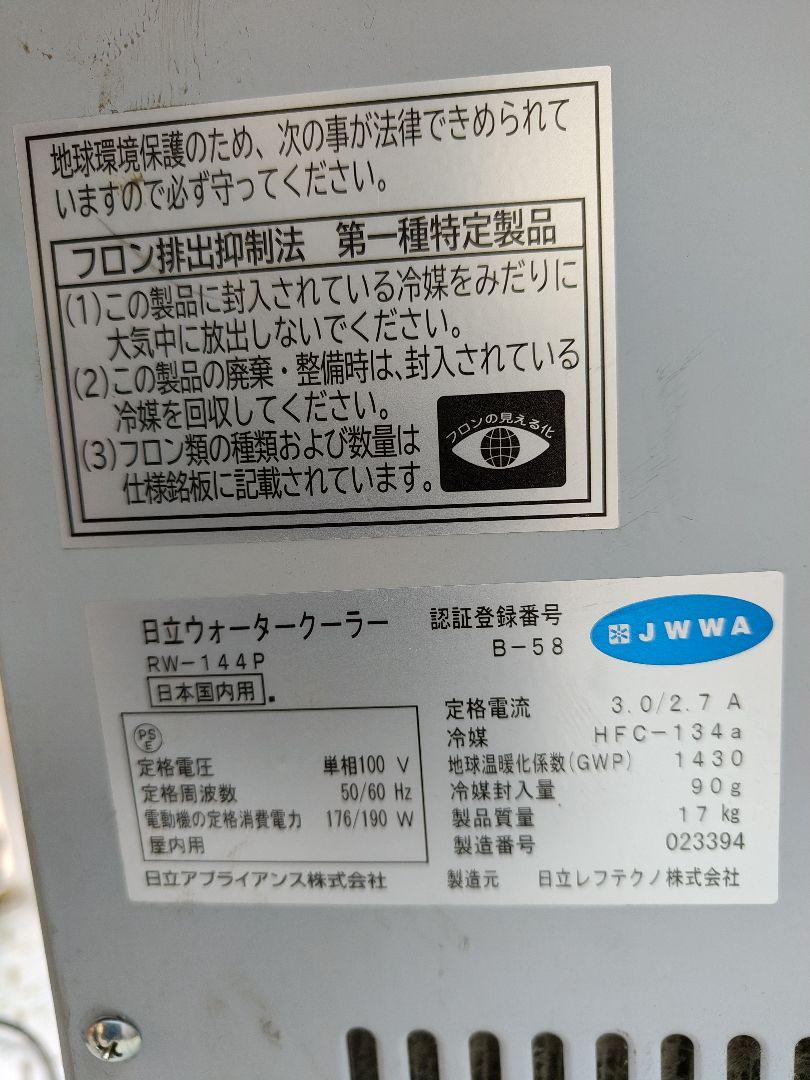 地球環境保護のため、次の事が法律できめられて
いますので必ず守ってください。
フロン排出抑制法 第一種特定製品
(1)この製品に封入されている冷媒をみだりに
大気中に放出しないでください。
(2)この製品の廃棄・整備時は、封入されている
冷媒を回収してください。
(3)フロン類の種類および数量は
仕様銘板に記載されています。
フロンの見える化
日立ウォータークーラー
RW-144P
日本国内用
認証登録番号
B-58
JWWA
PS
E
定格電圧 単相100 V
定格周波数 50/60 Hz
電動機の定格消費電力 176/190 W
屋内用
日立アプライアンス株式会社
定格電流 3.0/2.7 A
冷媒 HFC-134a
地球温暖化係数(GWP) 1430
冷媒封入量 90g
製品質量 17 kg
製造番号 023394
製造元 日立レフテクノ株式会社